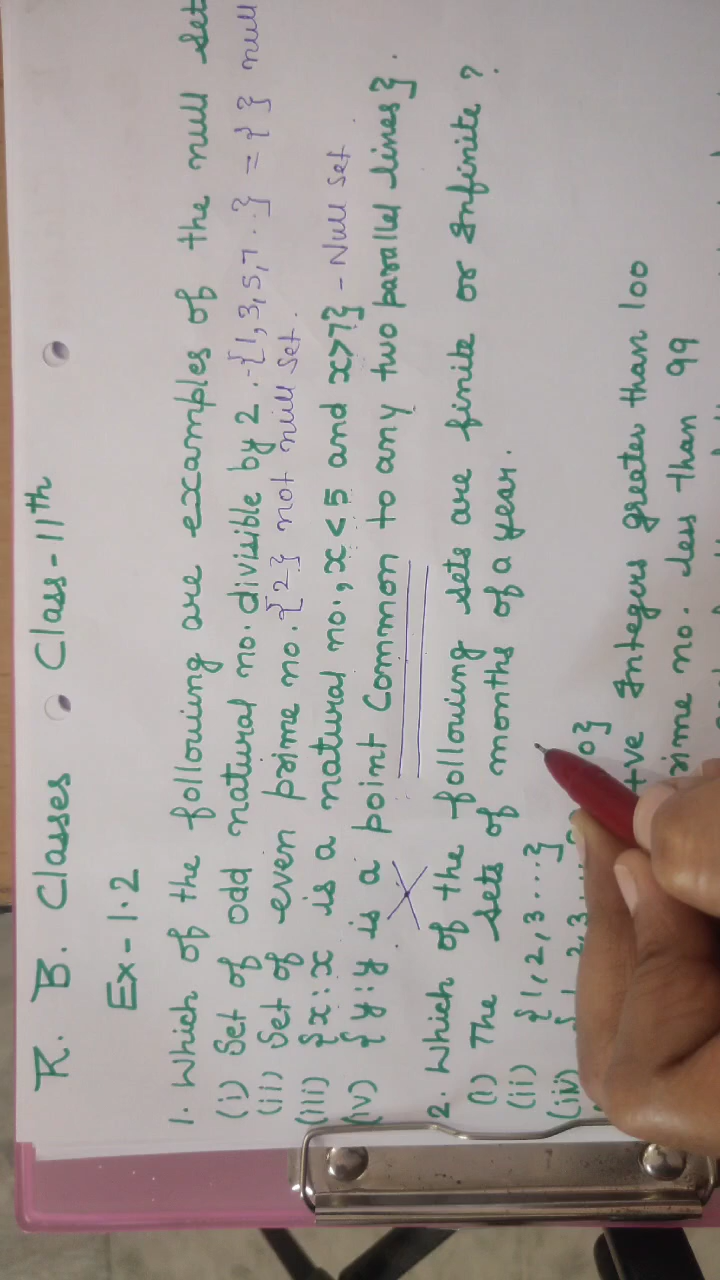 R. B. Classes Class-11th
Ex-1.2
1. Which of the following are examples of the null set
(i) Set of odd natural no. divisible by 2. -{1,3,5,7..} = { } null
(ii) Set of even prime no. {2} not null set.
(iii) {x:x is a natural no., x<5 and x>7} - Null set.
(iv) {y:y is a point common to any two parallel lines}.
2. Which of the following sets are finite or Infinite?
(i) The sets of months of a year.
(ii) {1,2,3...}
(iii) 0}
+ve Integers greater than 100
rime no. less than 99